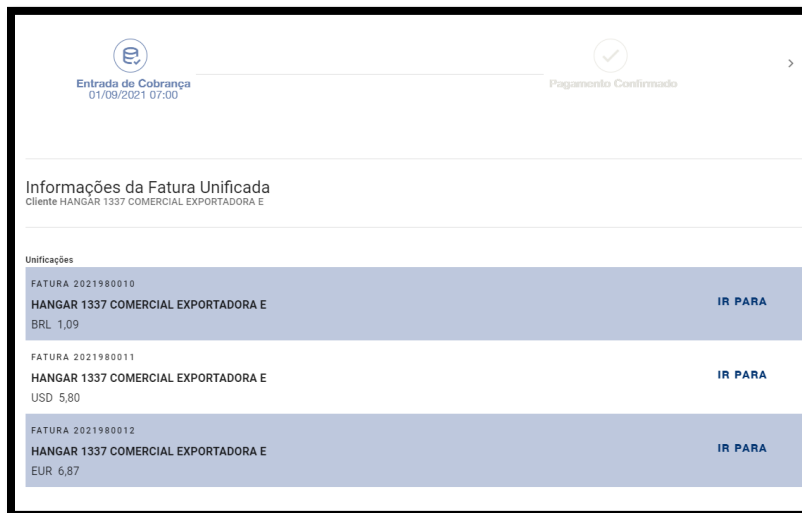 Entrada de Cobrança
01/09/2021 07:00
Pagamento Confirmado
Informações da Fatura Unificada
Cliente HANGAR 1337 COMERCIAL EXPORTADORA E
Unificações
FATURA 2021980010
HANGAR 1337 COMERCIAL EXPORTADORA E
BRL 1,09
IR PARA
FATURA 2021980011
HANGAR 1337 COMERCIAL EXPORTADORA E
USD 5,80
IR PARA
FATURA 2021980012
HANGAR 1337 COMERCIAL EXPORTADORA E
EUR 6,87
IR PARA